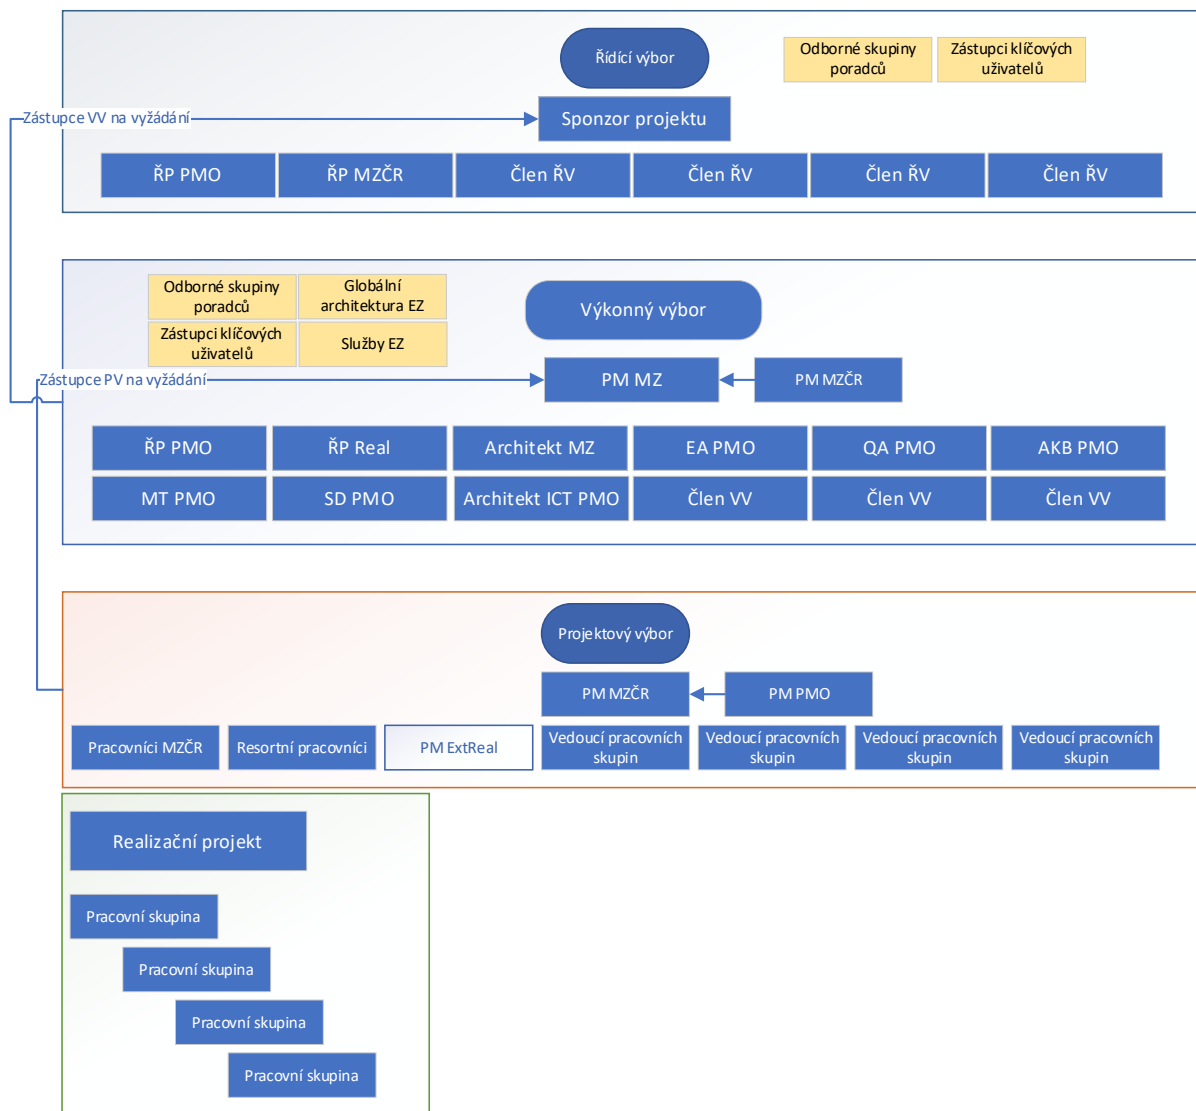 Řídící výbor
Odborné skupiny
poradců
Zástupci klíčových
uživatelů
Zástupce VV na vyžádání
Sponzor projektu
ŘP PMO
ŘP MZČR
Člen ŘV
Člen ŘV
Člen ŘV
Člen ŘV
Odborné skupiny
poradců
Globální
architektura EZ
Zástupci klíčových
uživatelů
Služby EZ
Výkonný výbor
Zástupce PV na vyžádání
PM MZ
PM MZČR
ŘP PMO
ŘP Real
Architekt MZ
EA PMO
QA PMO
AKB PMO
MT PMO
SD PMO
Architekt ICT PMO
Člen VV
Člen VV
Člen VV
Projektový výbor
PM MZČR
PM PMO
Pracovníci MZČR
Resortní pracovníci
PM ExtReal
Vedoucí pracovních
skupin
Vedoucí pracovních
skupin
Vedoucí pracovních
skupin
Vedoucí pracovních
skupin
Realizační projekt
Pracovní skupina
Pracovní skupina
Pracovní skupina
Pracovní skupina